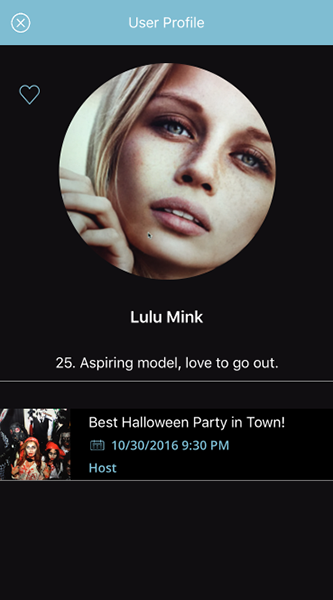 User Profile
Lulu Mink
25. Aspiring model, love to go out.
Best Halloween Party in Town!
10/30/2016 9:30 PM
Host